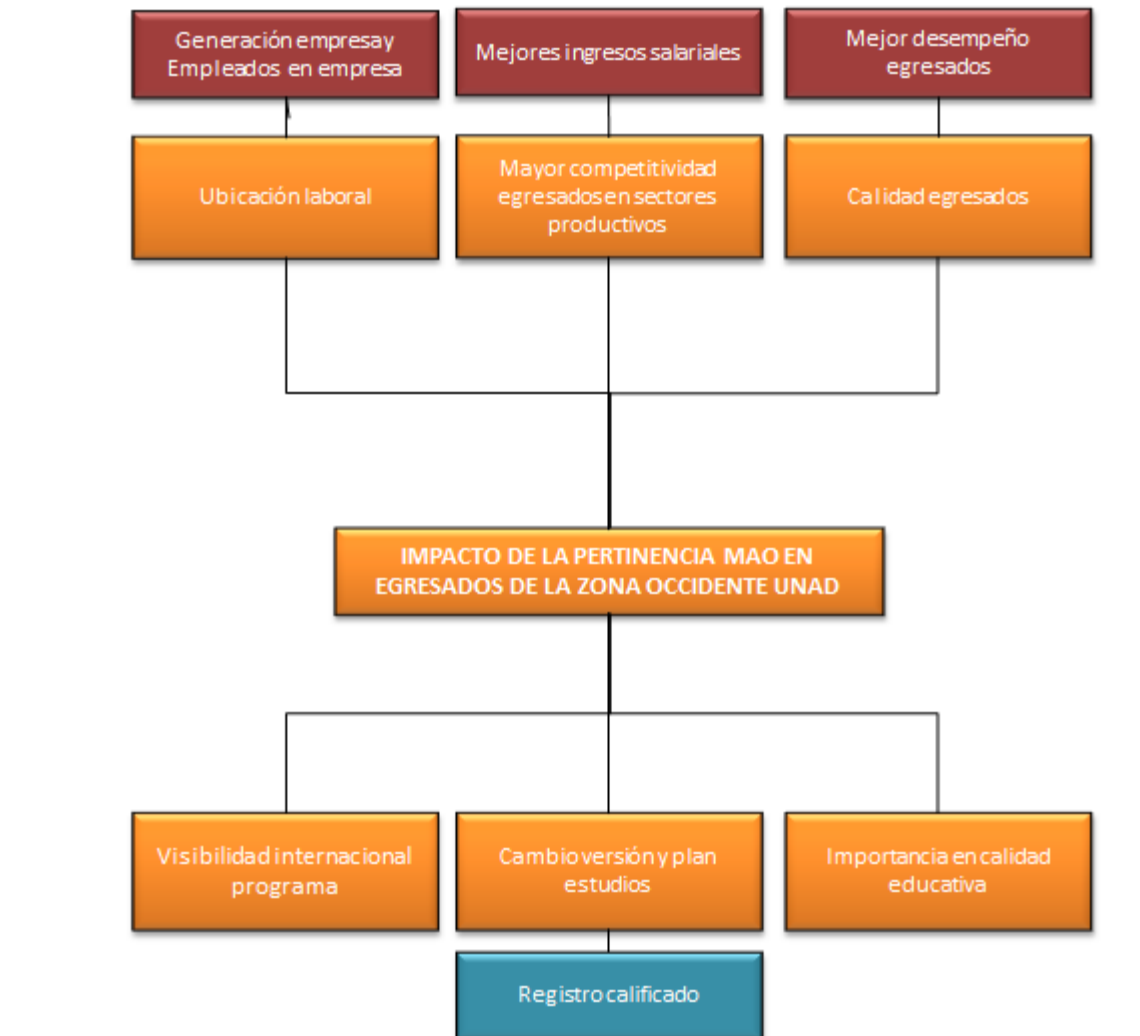 Generación empresa y
Empleados en empresa
Mejores ingresos salariales
Mejor desempeño
egresados
Ubicación laboral
Mayor competitividad
egresados en sectores
productivos
Calidad egresados
IMPACTO DE LA PERTINENCIA MAO EN
EGRESADOS DE LA ZONA OCCIDENTE UNAD
Visibilidad internacional
programa
Cambio versión y plan
estudios
Importancia en calidad
educativa
Registro calificado